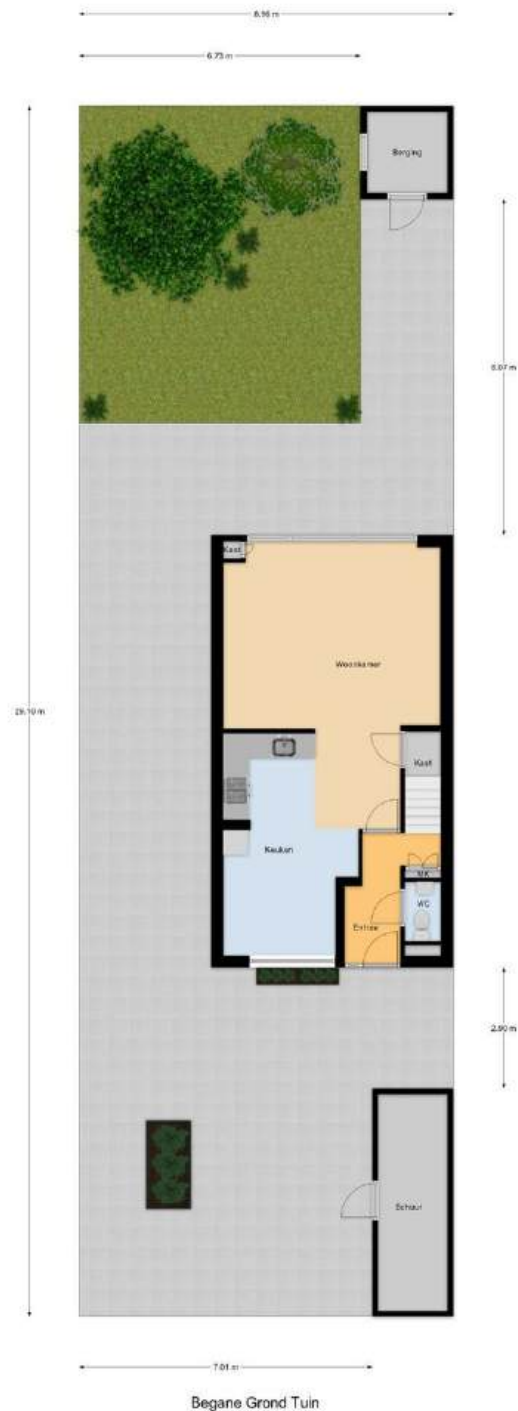 8.96 m
6.73 m
Berging
8.07 m
Kast
Woonkamer
29.10 m
Kast
Keuken
MK
WC
Entree
2.90 m
Schuur
7.01 m
Begane Grond Tuin